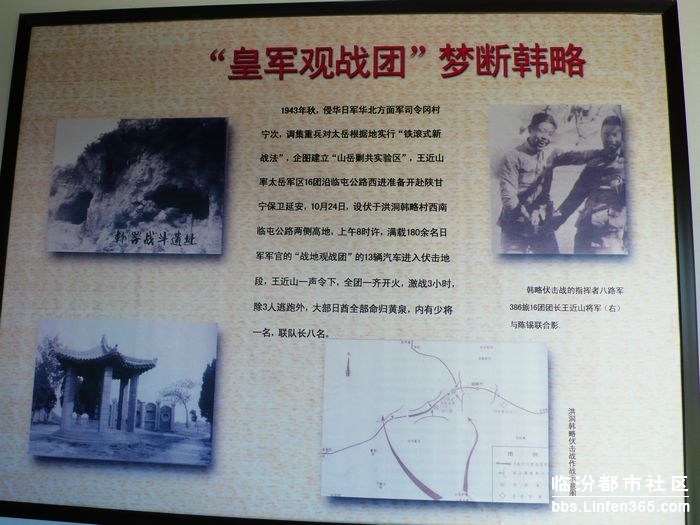 “皇军观战团”梦断韩略
1943年秋，侵华日军华北方面军司令冈村
宁次，调集重兵对太岳根据地实行“铁滚式新
战法”，企图建立“山岳剿共实验区”，王近山
率太岳军区16团沿临屯公路西进准备开赴陕甘
宁保卫延安，10月24日，设伏于洪洞韩略村西南
临屯公路两侧高地，上午8时许，满载180余名日
军军官的“战地观战团”的13辆汽车进入伏击地
段，王近山一声令下，全团一齐开火，激战3小时，
除3人逃跑外，大部日酋全部命归黄泉，内有少将
一名，联队长八名。
韩略战斗遗址
韩略伏击战的指挥者八路军
386旅16团团长王近山将军（右）
与陈锡联合影
洪洞韩略伏击战作战
图例
临汾都市社区
bbs.Linfen365.com